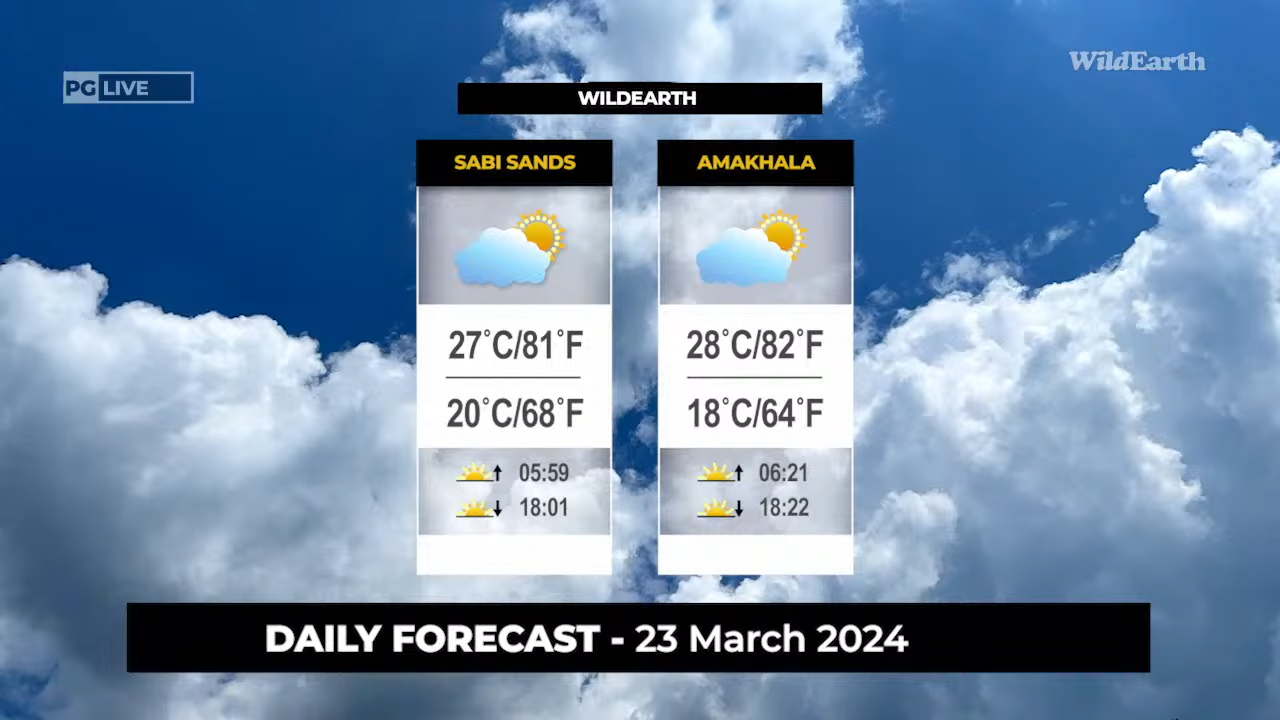 PG LIVE
WildEarth
WILDEARTH
SABI SANDS
27°C/81°F
20°C/68°F
05:59
18:01
AMAKHALA
28°C/82°F
18°C/64°F
06:21
18:22
DAILY FORECAST - 23 March 2024